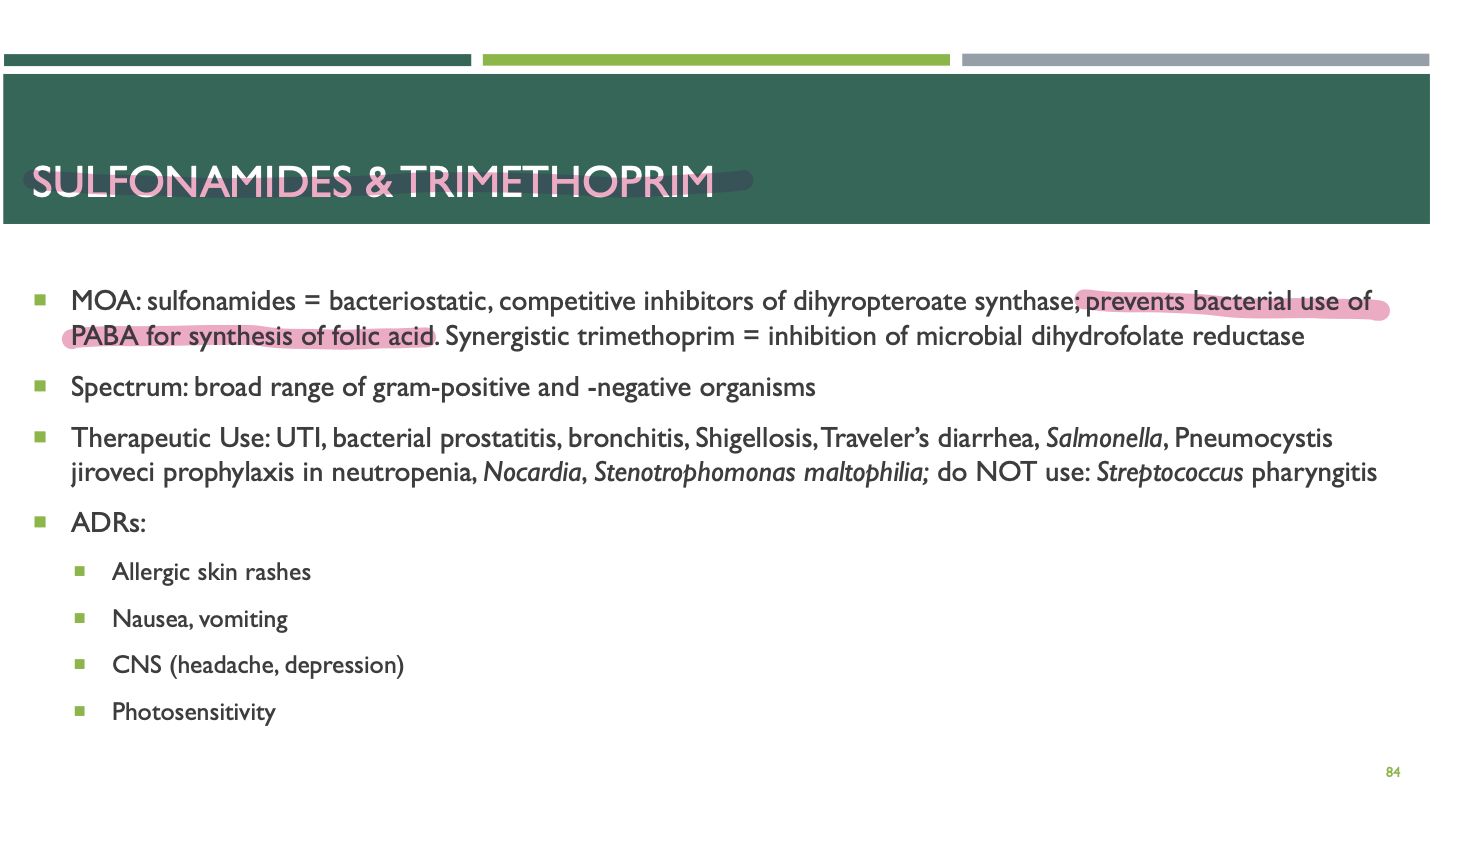 SULFONAMIDES & TRIMETHOPRIM
MOA: sulfonamides = bacteriostatic, competitive inhibitors of dihyropteroate synthase; prevents bacterial use of
PABA for synthesis of folic acid. Synergistic trimethoprim = inhibition of microbial dihydrofolate reductase
Spectrum: broad range of gram-positive and -negative organisms
Therapeutic Use: UTI, bacterial prostatitis, bronchitis, Shigellosis, Traveler’s diarrhea, Salmonella, Pneumocystis
jiroveci prophylaxis in neutropenia, Nocardia, Stenotrophomonas maltophilia; do NOT use: Streptococcus pharyngitis
ADRs:
Allergic skin rashes
Nausea, vomiting
CNS (headache, depression)
Photosensitivity
84